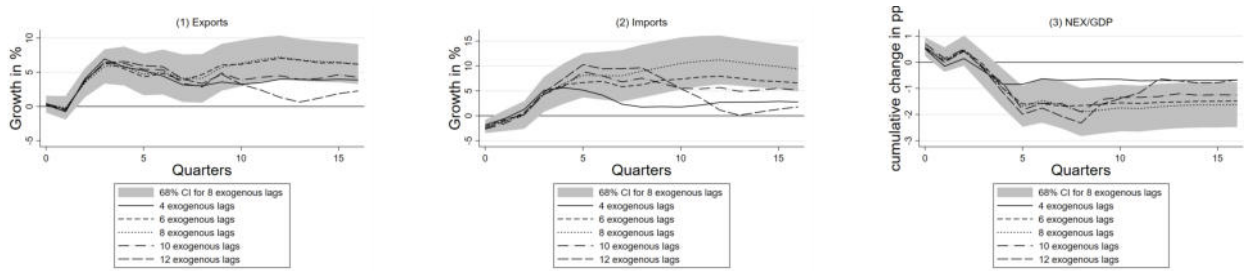 (1) Exports
Growth in %
-5 0 5 10
0 5 10 15
Quarters
68% CI for 8 exogenous lags
4 exogenous lags
6 exogenous lags
8 exogenous lags
10 exogenous lags
12 exogenous lags
(2) Imports
Growth in %
-5 0 5 10 15
0 5 10 15
Quarters
68% CI for 8 exogenous lags
4 exogenous lags
6 exogenous lags
8 exogenous lags
10 exogenous lags
12 exogenous lags
(3) NEX/GDP
cumulative change in pp
-3 -2 -1 0 1
0 5 10 15
Quarters
68% CI for 8 exogenous lags
4 exogenous lags
6 exogenous lags
8 exogenous lags
10 exogenous lags
12 exogenous lags